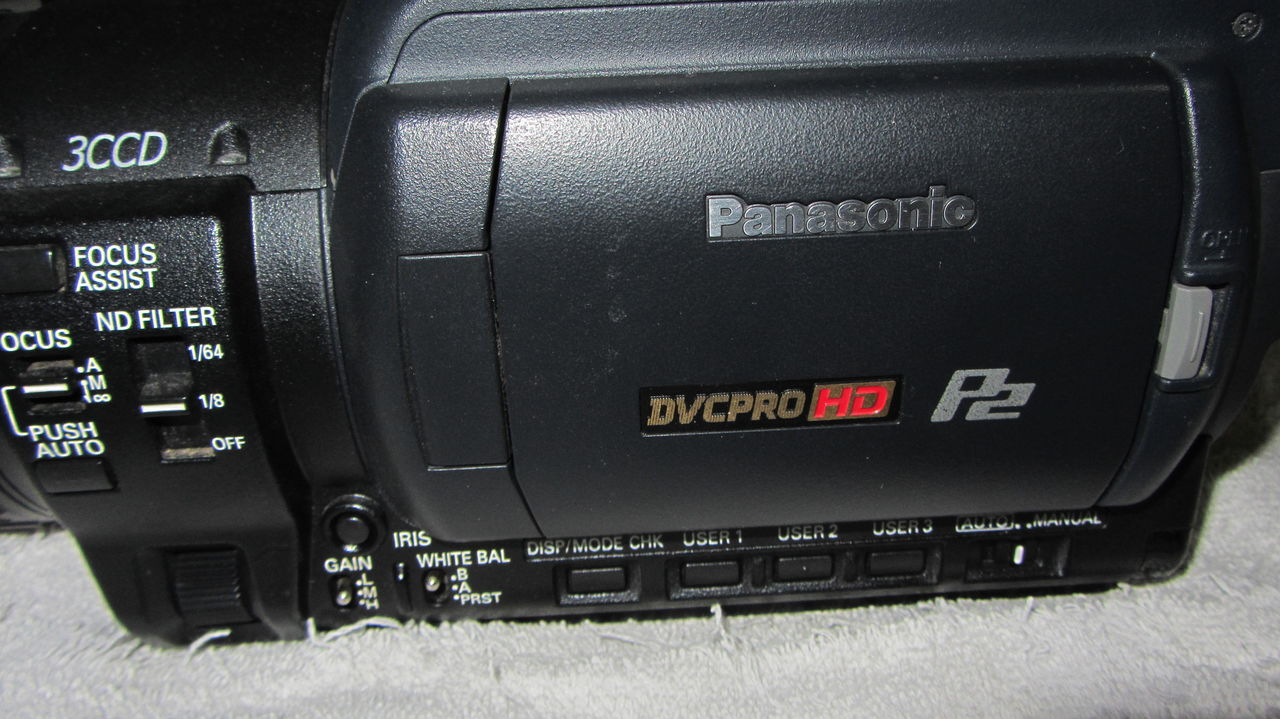 3CCD
Panasonic
OPEN
FOCUS
ASSIST
ND FILTER
1/64
1/8
OFF
OCUS
A
M
∞
PUSH
AUTO
DVCPRO HD
P2
IRIS
GAIN
L
M
H
WHITE BAL
B
A
PRST
DISP/MODE CHK
USER 1
USER 2
USER 3
AUTO
MANUAL